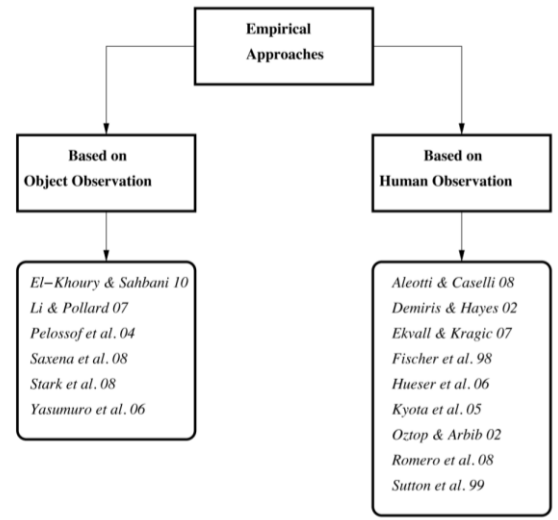 Empirical
Approaches
Based on
Object Observation
Based on
Human Observation
El-Khoury & Sahbani 10
Li & Pollard 07
Pelossof et al. 04
Saxena et al. 08
Stark et al. 08
Yasumuro et al. 06
Aleotti & Caselli 08
Demiris & Hayes 02
Ekvall & Kragic 07
Fischer et al. 98
Hueser et al. 06
Kyota et al. 05
Oztop & Arbib 02
Romero et al. 08
Sutton et al. 99